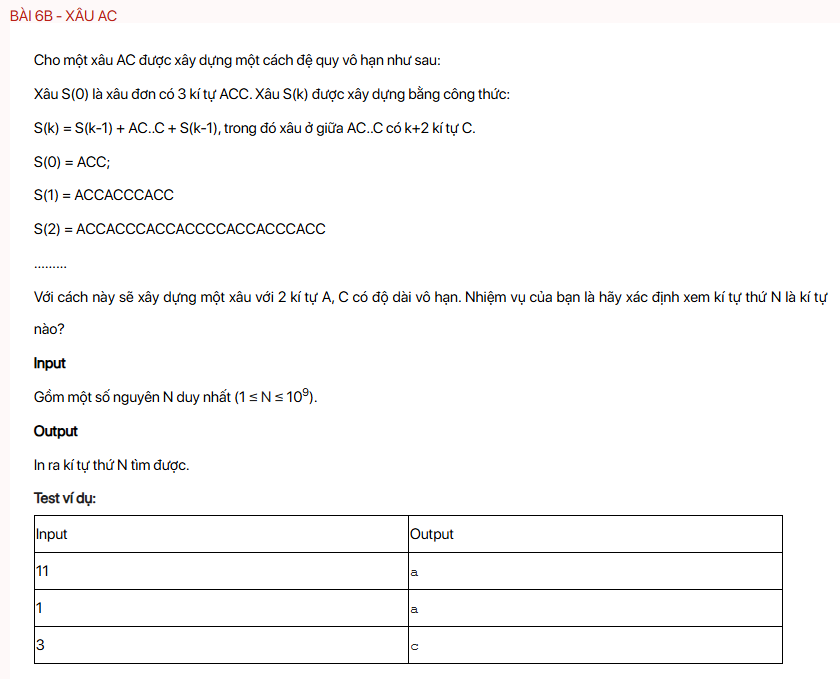 BÀI 6B - XÂU AC
Cho một xâu AC được xây dựng một cách đệ quy vô hạn như sau:
Xâu S(0) là xâu đơn có 3 kí tự ACC. Xâu S(k) được xây dựng bằng công thức:
S(k) = S(k-1) + AC..C + S(k-1), trong đó xâu ở giữa AC..C có k+2 kí tự C.
S(0) = ACC;
S(1) = ACCACCCACC
S(2) = ACCACCCACCACCCCACCACCCACC
.........
Với cách này sẽ xây dựng một xâu với 2 kí tự A, C có độ dài vô hạn. Nhiệm vụ của bạn là hãy xác định xem kí tự thứ N là kí tự
nào?
Input
Gồm một số nguyên N duy nhất (1 ≤ N ≤ 10⁹).
Output
In ra kí tự thứ N tìm được.
Test ví dụ:
Input Output
11 a
1 a
3 c